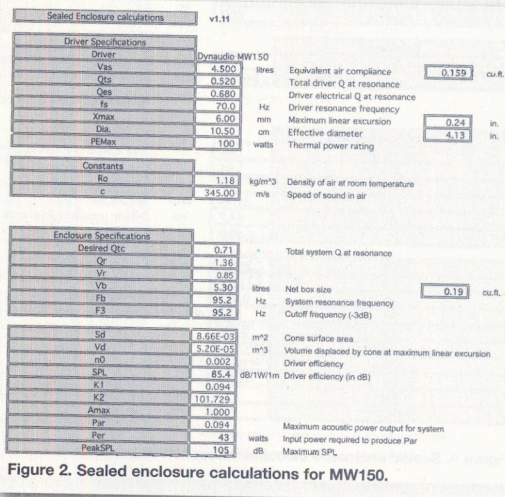 Sealed Enclosure calculations v1.11
Driver Specifications
Driver Dynaudio MW150
Vas 4.500 litres Equivalent air compliance 0.159 cu.ft.
Qts 0.520 Total driver Q at resonance
Qes 0.680 Driver electrical Q at resonance
fs 70.0 Hz Driver resonance frequency
Xmax 6.00 mm Maximum linear excursion 0.24 in.
Dia. 10.50 cm Effective diameter 4.13 in.
PEMax 100 watts Thermal power rating
Constants
Ro 1.18 kg/m^3 Density of air at room temperature
c 345.00 m/s Speed of sound in air
Enclosure Specifications
Desired Qtc 0.71 Total system Q at resonance
Qr 1.36
Vr 0.85
Vb 5.30 litres Net box size 0.19 cu.ft.
Fb 95.2 Hz System resonance frequency
F3 95.2 Hz Cutoff frequency (-3dB)
Sd 8.66E-03 m^2 Cone surface area
Vd 5.20E-05 m^3 Volume displaced by cone at maximum linear excursion
n0 0.002 Driver efficiency
SPL 85.4 dB/1W/1m Driver efficiency (in dB)
K1 0.094
K2 101.729
Amax 1.000
Par 0.094 Maximum acoustic power output for system
Per 43 watts Input power required to produce Par
PeakSPL 105 dB Maximum SPL
Figure 2. Sealed enclosure calculations for MW150.